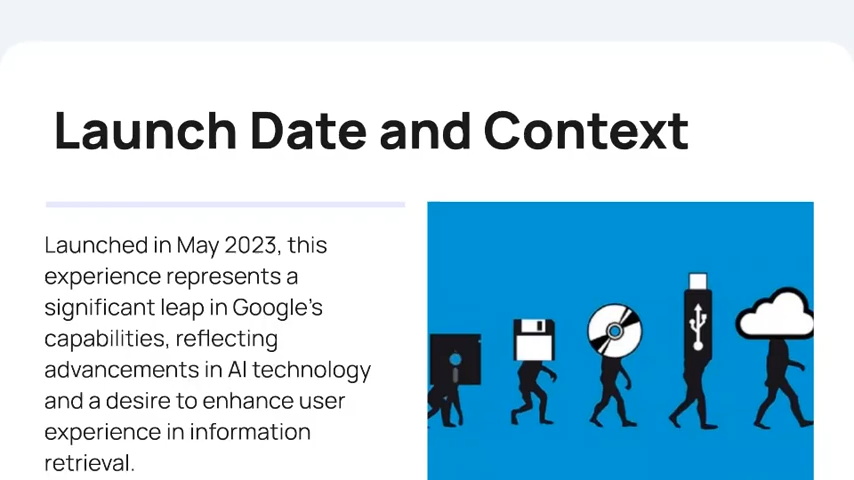 Launch Date and Context
Launched in May 2023, this
experience represents a
significant leap in Google's
capabilities, reflecting
advancements in AI technology
and a desire to enhance user
experience in information
retrieval.